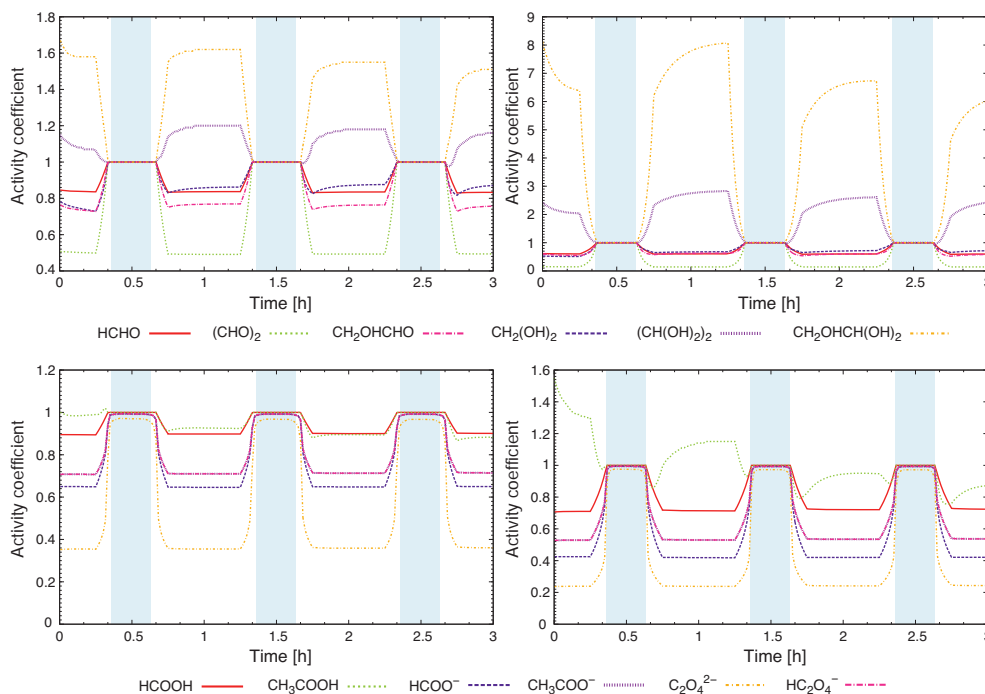 Activity coefficient
1.8
1.6
1.4
1.2
1
0.8
0.6
0.4
0 0.5 1 1.5 2 2.5 3
Time [h]
Activity coefficient
9
8
7
6
5
4
3
2
1
0
0 0.5 1 1.5 2 2.5 3
Time [h]
HCHO (CHO)₂ CH₂OHCHO CH₂(OH)₂ (CH(OH)₂)₂ CH₂OHCH(OH)₂
Activity coefficient
1.2
1
0.8
0.6
0.4
0.2
0
0 0.5 1 1.5 2 2.5 3
Time [h]
Activity coefficient
1.6
1.4
1.2
1
0.8
0.6
0.4
0.2
0
0 0.5 1 1.5 2 2.5 3
Time [h]
HCOOH CH₃COOH HCOO⁻ CH₃COO⁻ C₂O₄²⁻ HC₂O₄⁻